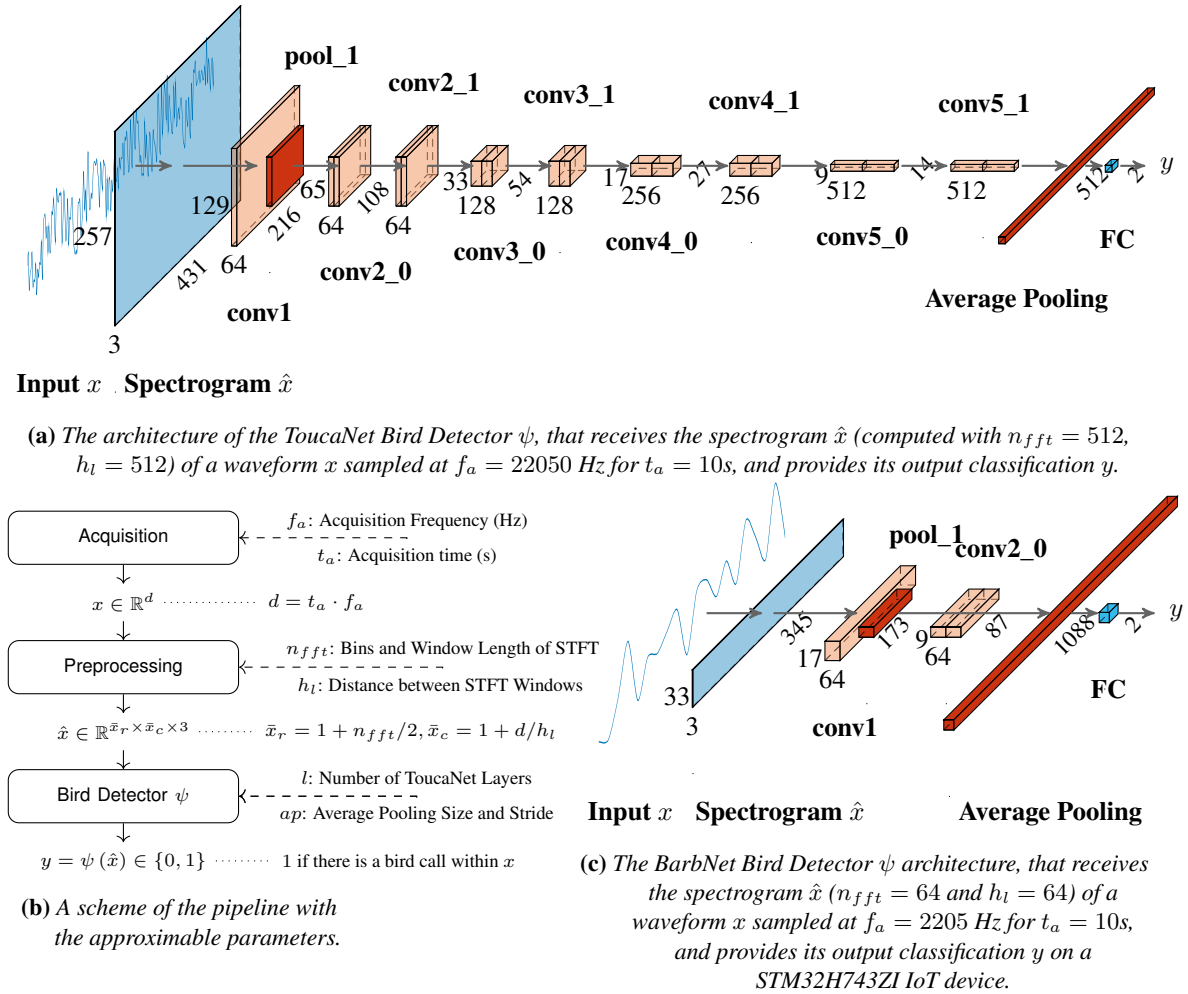 pool_1
conv2_1
conv3_1
conv4_1
conv5_1
257
3
431
129
64
216
65
64
108
64
33
128
54
128
17
256
27
256
9
512
14
512
512
2
y
conv1
conv2_0
conv3_0
conv4_0
conv5_0
FC
Average Pooling
Input x Spectrogram x̂
(a) The architecture of the ToucaNet Bird Detector ψ, that receives the spectrogram x̂ (computed with n_{fft} = 512,
h_l = 512) of a waveform x sampled at f_a = 22050 Hz for t_a = 10s, and provides its output classification y.
Acquisition
f_a: Acquisition Frequency (Hz)
t_a: Acquisition time (s)
x ∈ ℝ^d ............ d = t_a · f_a
Preprocessing
n_{fft}: Bins and Window Length of STFT
h_l: Distance between STFT Windows
x̂ ∈ ℝ^{x̄_r × x̄_c × 3} ......... x̄_r = 1 + n_{fft}/2, x̄_c = 1 + d/h_l
Bird Detector ψ
l: Number of ToucaNet Layers
ap: Average Pooling Size and Stride
y = ψ (x̂) ∈ {0, 1} ........ 1 if there is a bird call within x
(b) A scheme of the pipeline with
the approximable parameters.
pool_1
conv2_0
33
3
345
17
64
173
9
64
87
1088
2
y
conv1
FC
Input x Spectrogram x̂
Average Pooling
(c) The BarbNet Bird Detector ψ architecture, that receives
the spectrogram x̂ (n_{fft} = 64 and h_l = 64) of a
waveform x sampled at f_a = 2205 Hz for t_a = 10s,
and provides its output classification y on a
STM32H743ZI IoT device.